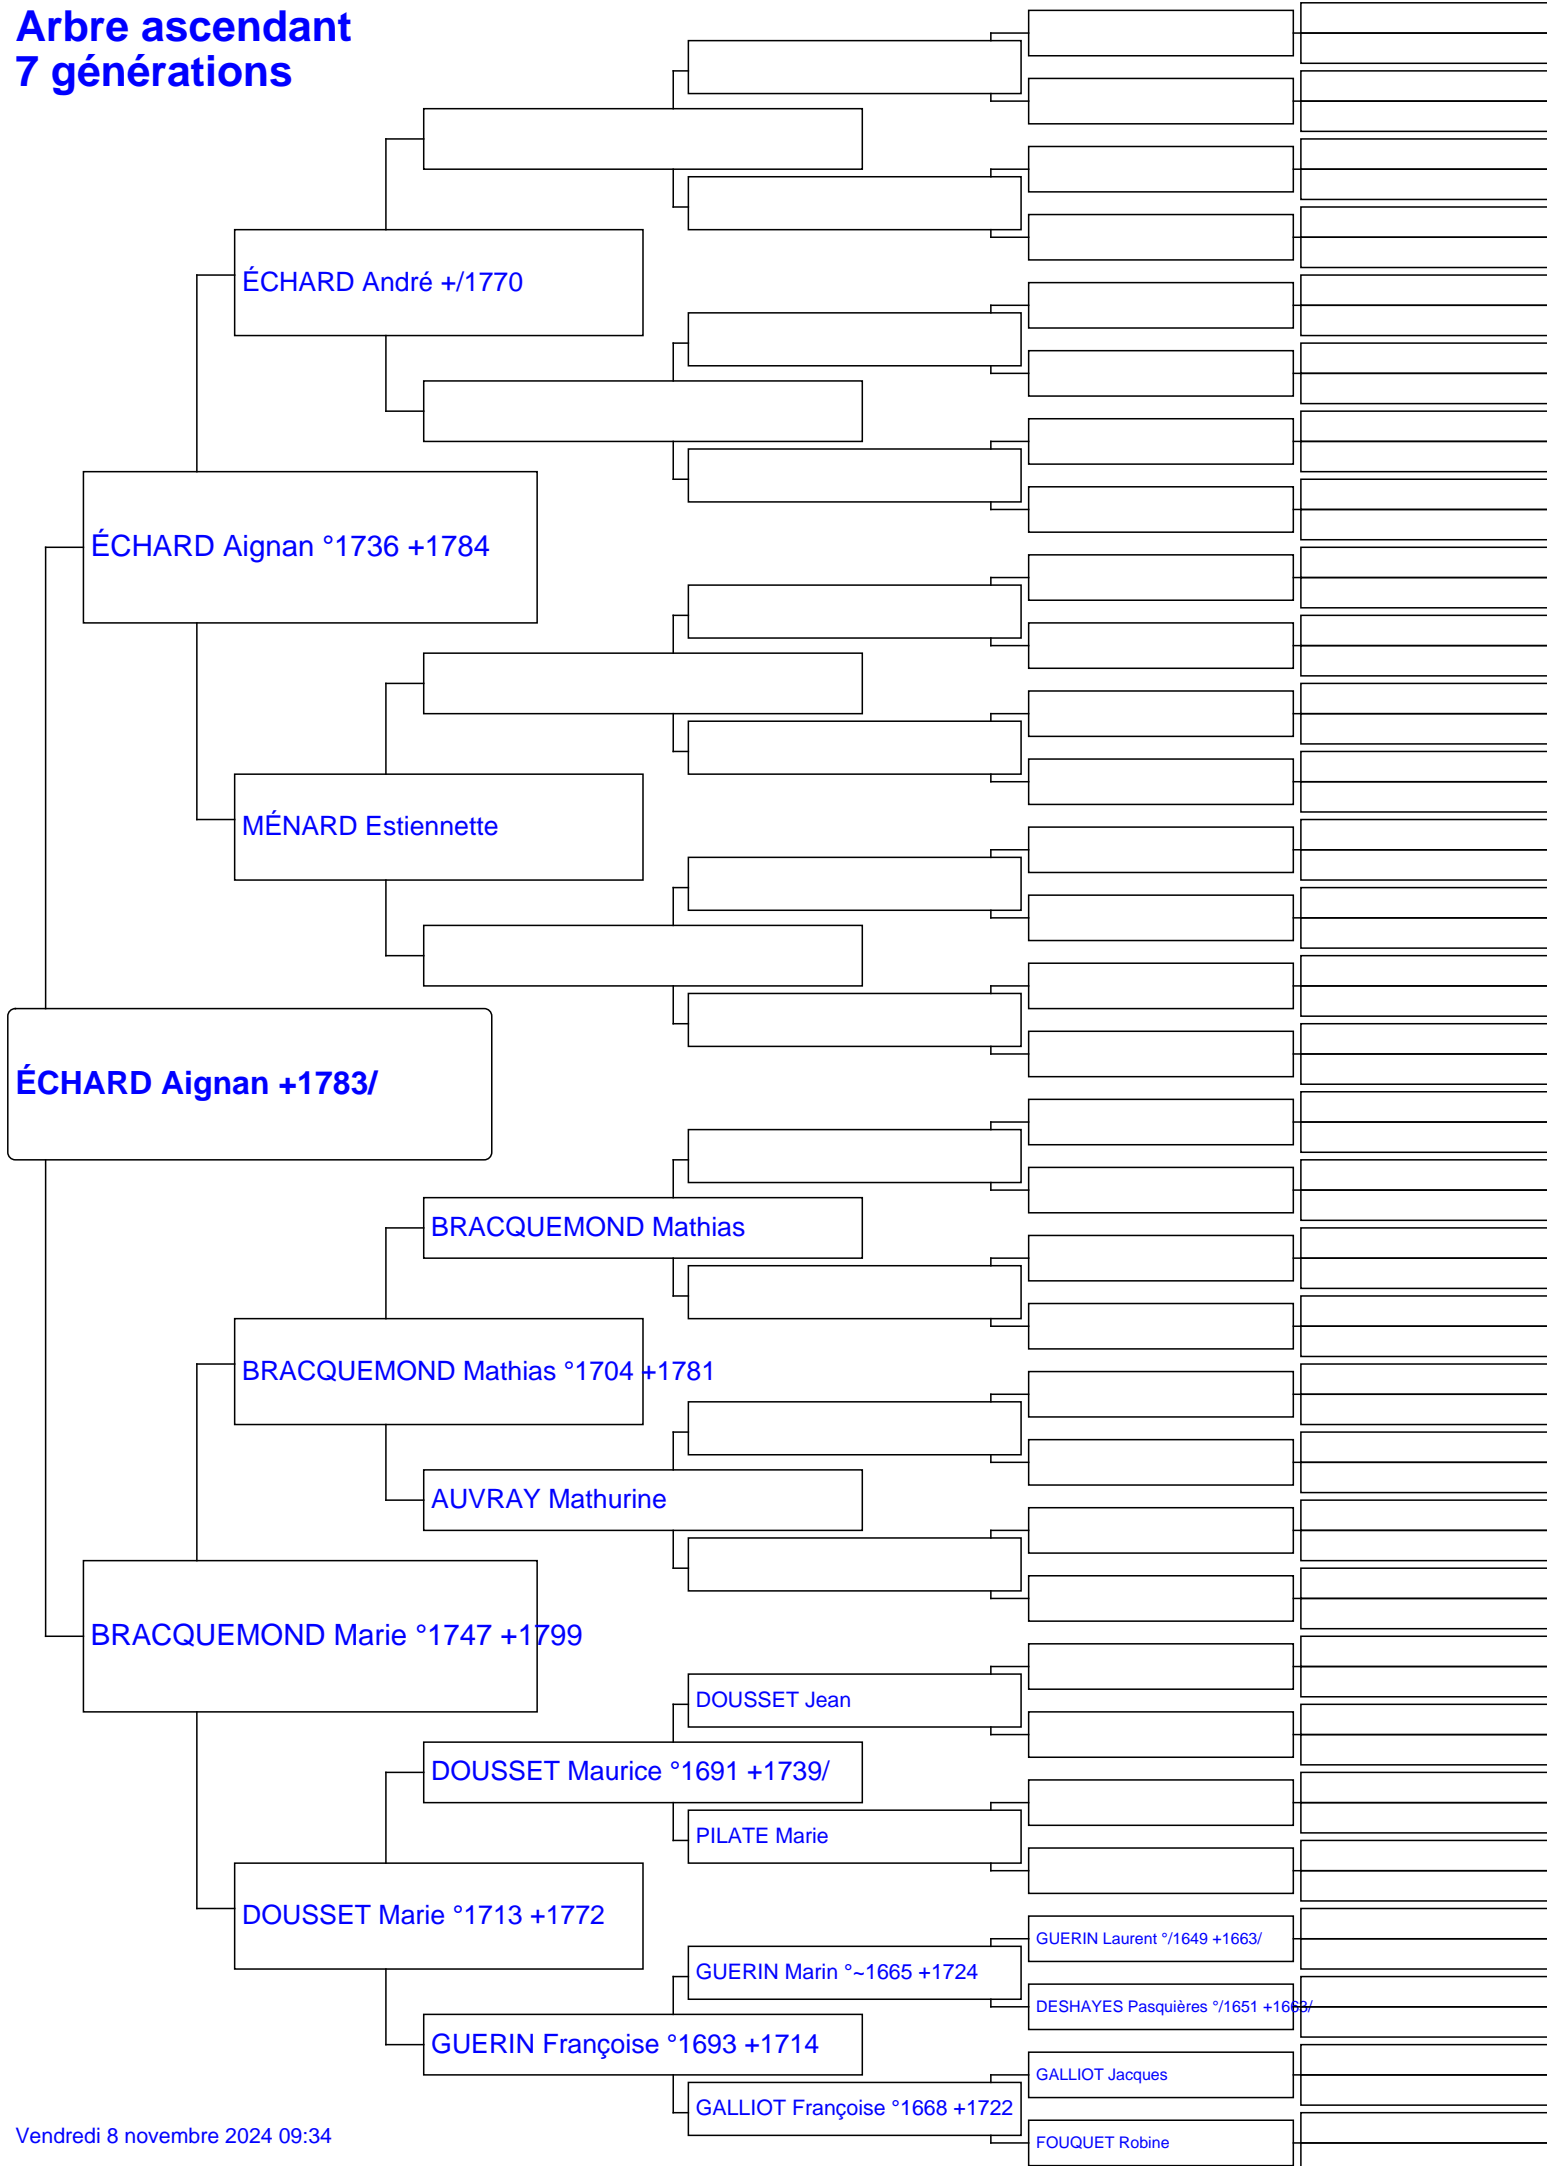 Arbre ascendant
7 générations
ÉCHARD André +/1770
ÉCHARD Aignan °1736 +1784
MÉNARD Estiennette
ÉCHARD Aignan +1783/
BRACQUEMOND Mathias
BRACQUEMOND Mathias °1704 +1781
AUVRAY Mathurine
BRACQUEMOND Marie °1747 +1799
DOUSSET Jean
DOUSSET Maurice °1691 +1739/
PILATE Marie
DOUSSET Marie °1713 +1772
GUERIN Laurent °/1649 +1663/
GUERIN Marin °~1665 +1724
DESHAYES Pasquières °/1651 +1663/
GUERIN Françoise °1693 +1714
GALLIOT Jacques
GALLIOT Françoise °1668 +1722
FOUQUET Robine
Vendredi 8 novembre 2024 09:34